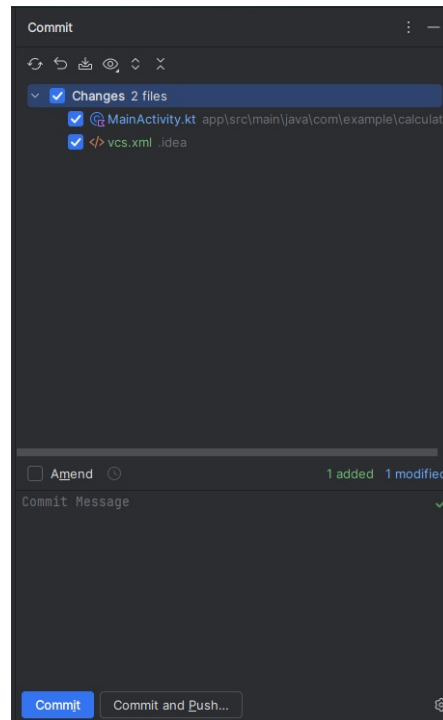 Commit
Changes 2 files
MainActivity.kt app\src\main\java\com\example\calculat
vcs.xml .idea
Amend 1 added 1 modified
Commit Message
Commit Commit and Push...